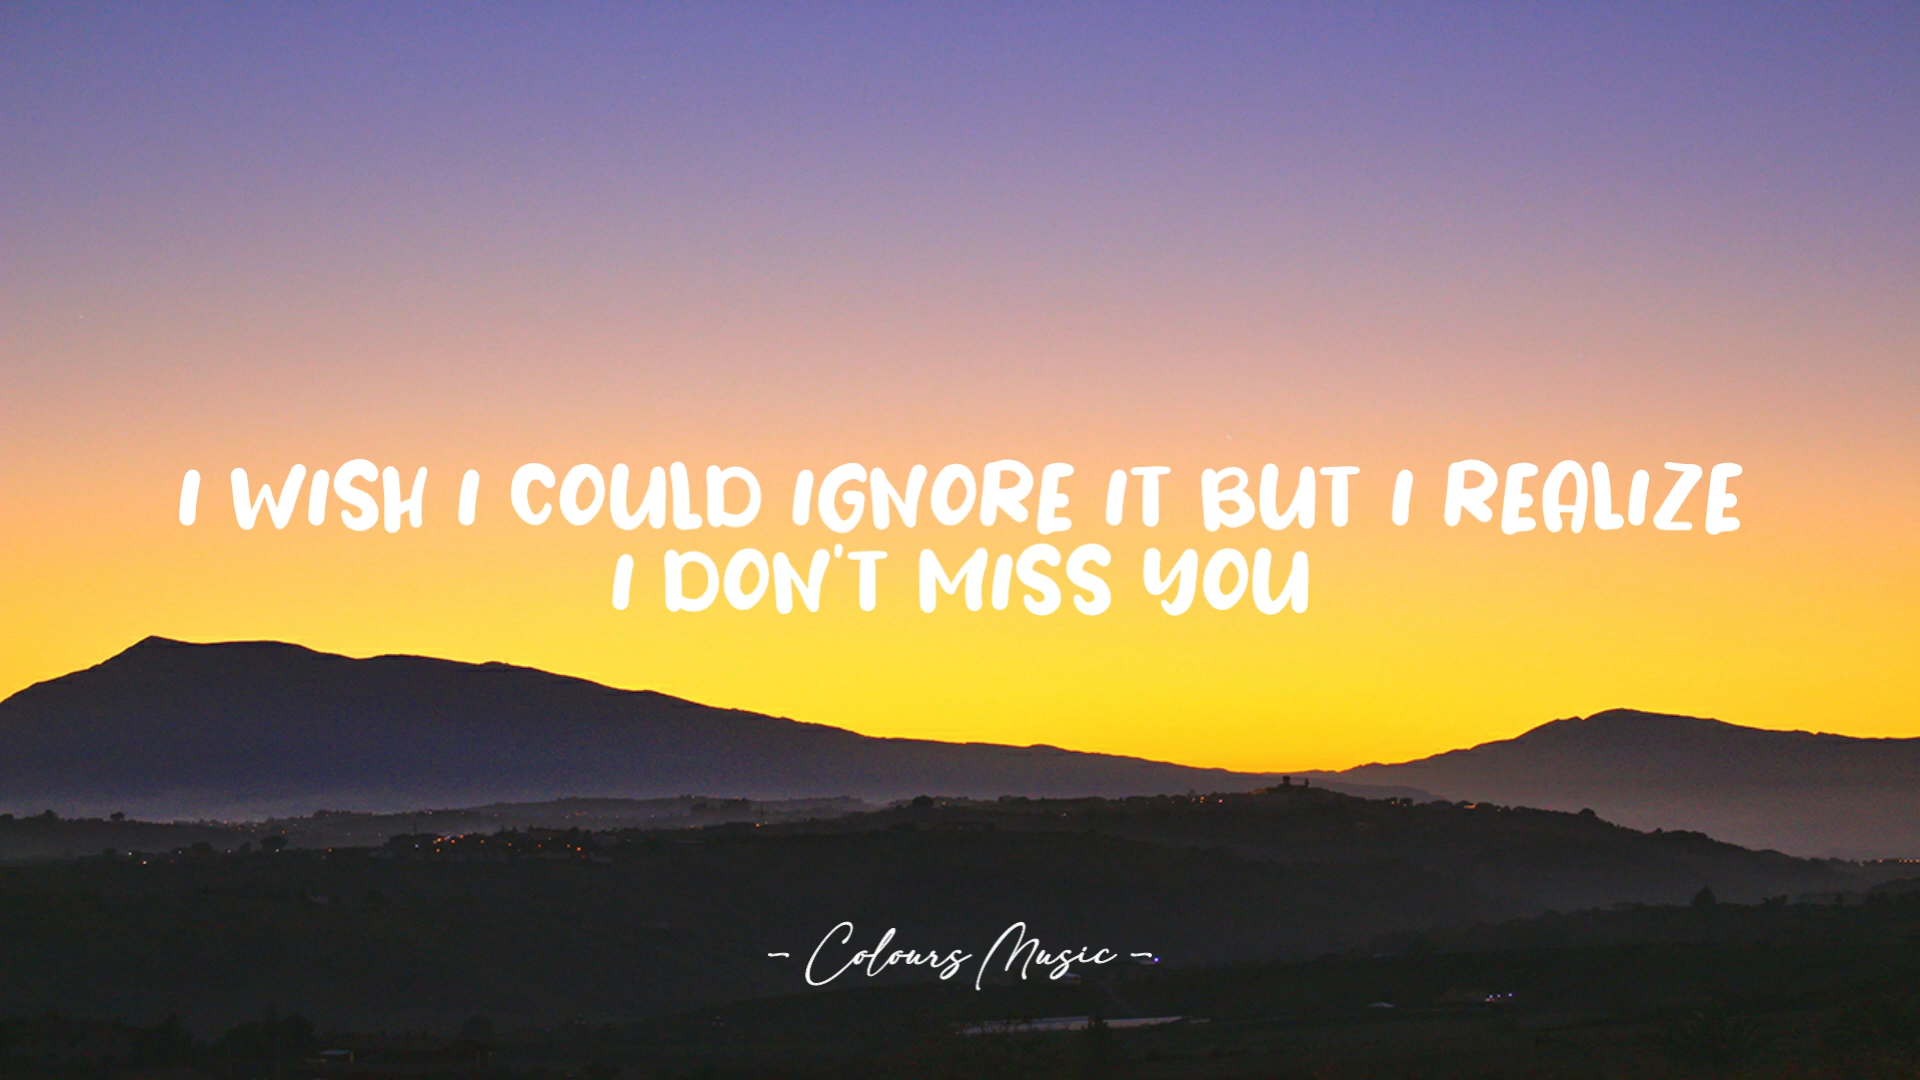 I WISH I COULD IGNORE IT BUT I REALIZE
I DON'T MISS YOU
- Colours Music -